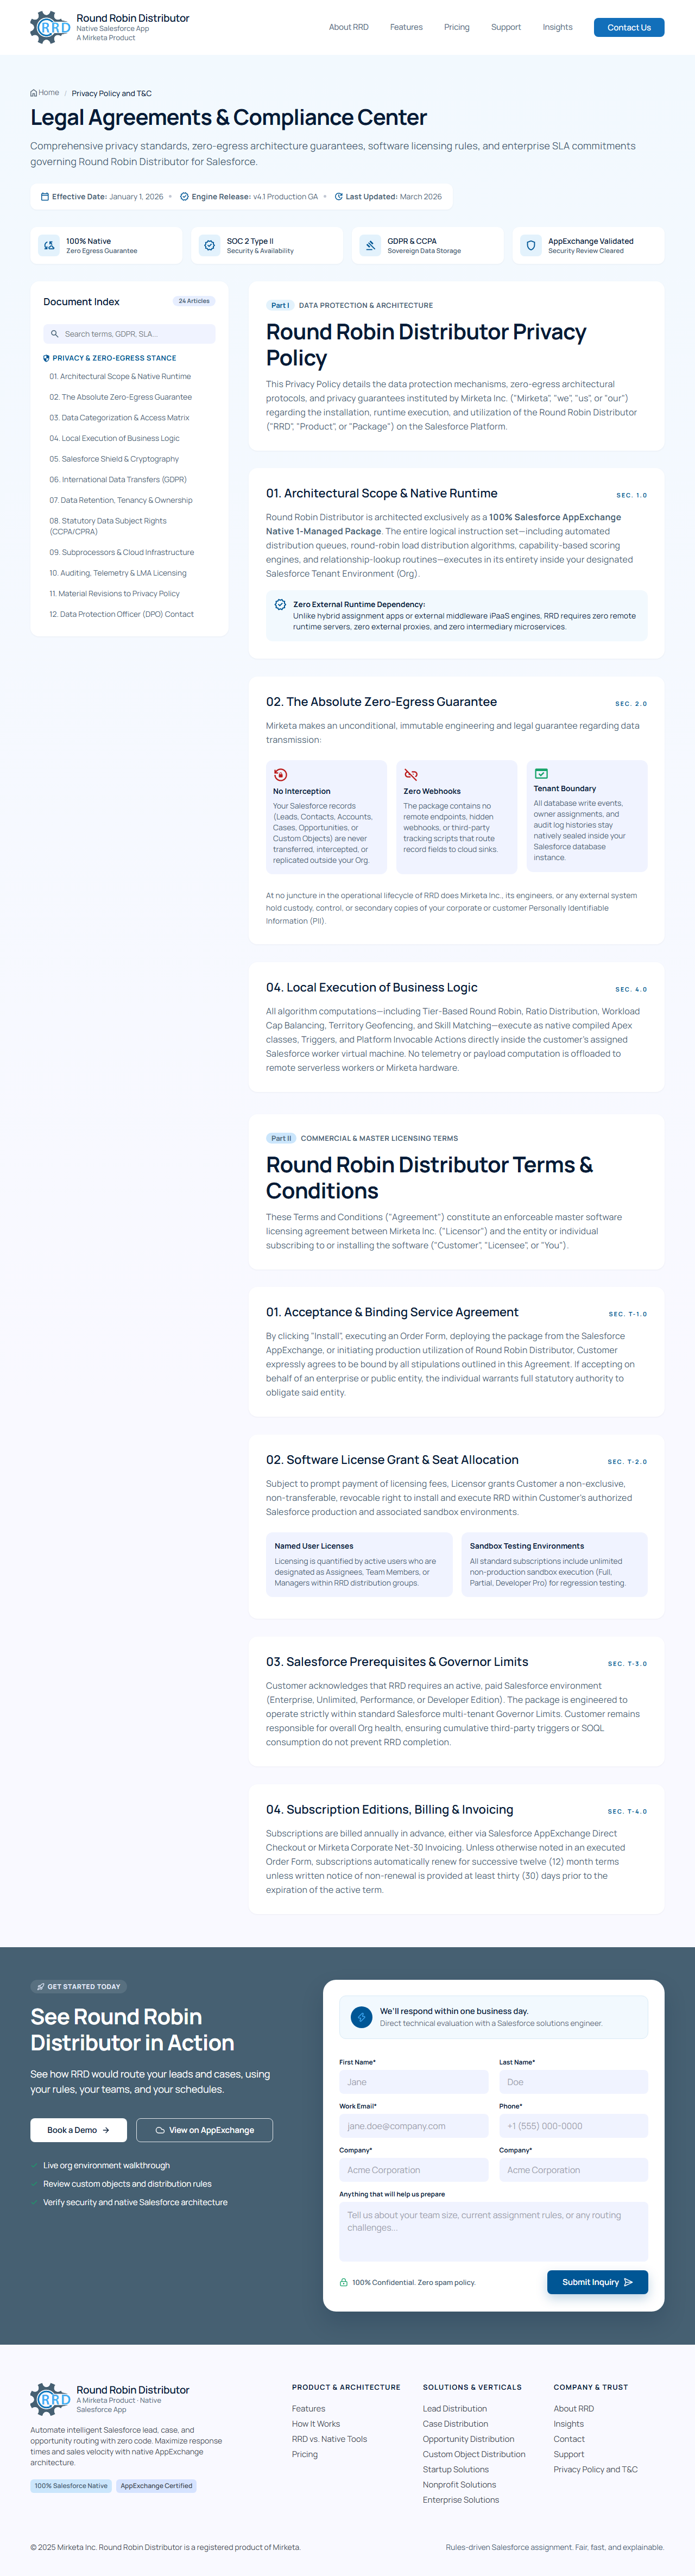 RRD
Round Robin Distributor
Native Salesforce App
A Mirketa Product
About RRD
Features
Pricing
Support
Insights
Contact Us
Home / Privacy Policy and T&C
Legal Agreements & Compliance Center
Comprehensive privacy standards, zero-egress architecture guarantees, software licensing rules, and enterprise SLA commitments
governing Round Robin Distributor for Salesforce.
Effective Date: January 1, 2026 • Engine Release: v4.1 Production GA • Last Updated: March 2026
100% Native
Zero Egress Guarantee
SOC 2 Type II
Security & Availability
GDPR & CCPA
Sovereign Data Storage
AppExchange Validated
Security Review Cleared
Document Index
24 Articles
Search terms, GDPR, SLA...
PRIVACY & ZERO-EGRESS STANCE
01. Architectural Scope & Native Runtime
02. The Absolute Zero-Egress Guarantee
03. Data Categorization & Access Matrix
04. Local Execution of Business Logic
05. Salesforce Shield & Cryptography
06. International Data Transfers (GDPR)
07. Data Retention, Tenancy & Ownership
08. Statutory Data Subject Rights
(CCPA/CPRA)
09. Subprocessors & Cloud Infrastructure
10. Auditing, Telemetry & LMA Licensing
11. Material Revisions to Privacy Policy
12. Data Protection Officer (DPO) Contact
Part I
DATA PROTECTION & ARCHITECTURE
Round Robin Distributor Privacy
Policy
This Privacy Policy details the data protection mechanisms, zero-egress architectural
protocols, and privacy guarantees instituted by Mirketa Inc. ("Mirketa", "we", "us", or "our")
regarding the installation, runtime execution, and utilization of the Round Robin Distributor
("RRD", "Product", or "Package") on the Salesforce Platform.
01. Architectural Scope & Native Runtime
SEC. 1.0
Round Robin Distributor is architected exclusively as a 100% Salesforce AppExchange
Native 1-Managed Package. The entire logical instruction set—including automated
distribution queues, round-robin load distribution algorithms, capability-based scoring
engines, and relationship-lookup routines—executes in its entirety inside your designated
Salesforce Tenant Environment (Org).
Zero External Runtime Dependency:
Unlike hybrid assignment apps or external middleware iPaaS engines, RRD requires zero remote
runtime servers, zero external proxies, and zero intermediary microservices.
02. The Absolute Zero-Egress Guarantee
SEC. 2.0
Mirketa makes an unconditional, immutable engineering and legal guarantee regarding data
transmission:
No Interception
Your Salesforce records
(Leads, Contacts, Accounts,
Cases, Opportunities, or
Custom Objects) are never
transferred, intercepted, or
replicated outside your Org.
Zero Webhooks
The package contains no
remote endpoints, hidden
webhooks, or third-party
tracking scripts that route
record fields to cloud sinks.
Tenant Boundary
All database write events,
owner assignments, and
audit log histories stay
natively sealed inside your
Salesforce database
instance.
At no juncture in the operational lifecycle of RRD does Mirketa Inc., its engineers, or any external system
hold custody, control, or secondary copies of your corporate or customer Personally Identifiable
Information (PII).
04. Local Execution of Business Logic
SEC. 4.0
All algorithm computations—including Tier-Based Round Robin, Ratio Distribution, Workload
Cap Balancing, Territory Geofencing, and Skill Matching—execute as native compiled Apex
classes, Triggers, and Platform Invocable Actions directly inside the customer's assigned
Salesforce worker virtual machine. No telemetry or payload computation is offloaded to
remote serverless workers or Mirketa hardware.
Part II
COMMERCIAL & MASTER LICENSING TERMS
Round Robin Distributor Terms &
Conditions
These Terms and Conditions ("Agreement") constitute an enforceable master software
licensing agreement between Mirketa Inc. ("Licensor") and the entity or individual
subscribing to or installing the software ("Customer", "Licensee", or "You").
01. Acceptance & Binding Service Agreement
SEC. T-1.0
By clicking "Install", executing an Order Form, deploying the package from the Salesforce
AppExchange, or initiating production utilization of Round Robin Distributor, Customer
expressly agrees to be bound by all stipulations outlined in this Agreement. If accepting on
behalf of an enterprise or public entity, the individual warrants full statutory authority to
obligate said entity.
02. Software License Grant & Seat Allocation
SEC. T-2.0
Subject to prompt payment of licensing fees, Licensor grants Customer a non-exclusive,
non-transferable, revocable right to install and execute RRD within Customer's authorized
Salesforce production and associated sandbox environments.
Named User Licenses
Licensing is quantified by active users who are
designated as Assignees, Team Members, or
Managers within RRD distribution groups.
Sandbox Testing Environments
All standard subscriptions include unlimited
non-production sandbox execution (Full,
Partial, Developer Pro) for regression testing.
03. Salesforce Prerequisites & Governor Limits
SEC. T-3.0
Customer acknowledges that RRD requires an active, paid Salesforce environment
(Enterprise, Unlimited, Performance, or Developer Edition). The package is engineered to
operate strictly within standard Salesforce multi-tenant Governor Limits. Customer remains
responsible for overall Org health, ensuring cumulative third-party triggers or SOQL
consumption do not prevent RRD completion.
04. Subscription Editions, Billing & Invoicing
SEC. T-4.0
Subscriptions are billed annually in advance, either via Salesforce AppExchange Direct
Checkout or Mirketa Corporate Net-30 Invoicing. Unless otherwise noted in an executed
Order Form, subscriptions automatically renew for successive twelve (12) month terms
unless written notice of non-renewal is provided at least thirty (30) days prior to the
expiration of the active term.
GET STARTED TODAY
See Round Robin
Distributor in Action
See how RRD would route your leads and cases, using
your rules, your teams, and your schedules.
Book a Demo
View on AppExchange
Live org environment walkthrough
Review custom objects and distribution rules
Verify security and native Salesforce architecture
We'll respond within one business day.
Direct technical evaluation with a Salesforce solutions engineer.
First Name*
Last Name*
Jane
Doe
Work Email*
Phone*
jane.doe@company.com
+1 (555) 000-0000
Company*
Company*
Acme Corporation
Acme Corporation
Anything that will help us prepare
Tell us about your team size, current assignment rules, or any routing
challenges...
100% Confidential. Zero spam policy.
Submit Inquiry
RRD
Round Robin Distributor
A Mirketa Product · Native
Salesforce App
Automate intelligent Salesforce lead, case, and
opportunity routing with zero code. Maximize response
times and sales velocity with native AppExchange
architecture.
100% Salesforce Native
AppExchange Certified
PRODUCT & ARCHITECTURE
Features
How It Works
RRD vs. Native Tools
Pricing
SOLUTIONS & VERTICALS
Lead Distribution
Case Distribution
Opportunity Distribution
Custom Object Distribution
Startup Solutions
Nonprofit Solutions
Enterprise Solutions
COMPANY & TRUST
About RRD
Insights
Contact
Support
Privacy Policy and T&C
© 2025 Mirketa Inc. Round Robin Distributor is a registered product of Mirketa.
Rules-driven Salesforce assignment. Fair, fast, and explainable.